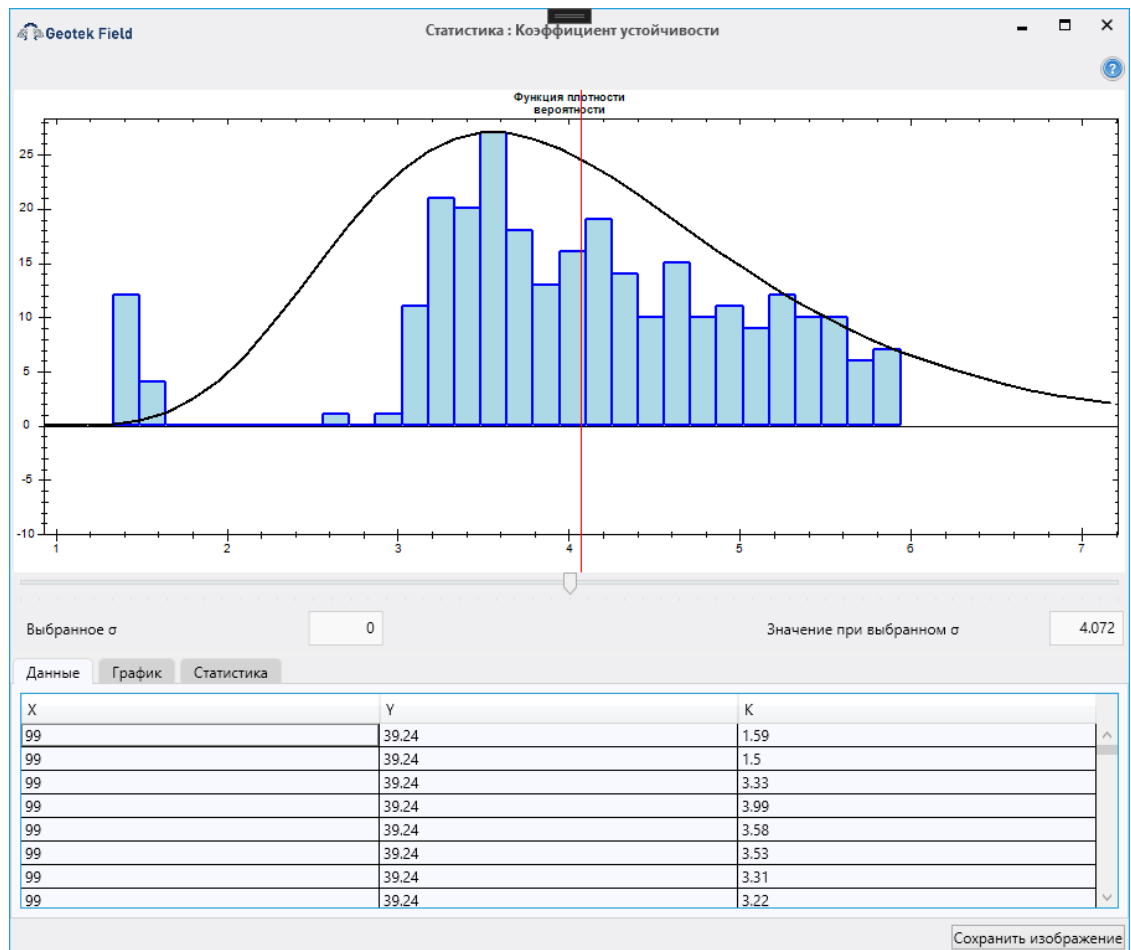 Geotek Field
Статистика : Коэффициент устойчивости
?
Функция плотности
вероятности
25
20
15
10
5
0
-5
-10
1 2 3 4 5 6 7
Выбранное σ 0 Значение при выбранном σ 4.072
Данные График Статистика
X Y K
99 39.24 1.59
99 39.24 1.5
99 39.24 3.33
99 39.24 3.99
99 39.24 3.58
99 39.24 3.53
99 39.24 3.31
99 39.24 3.22
Сохранить изображение